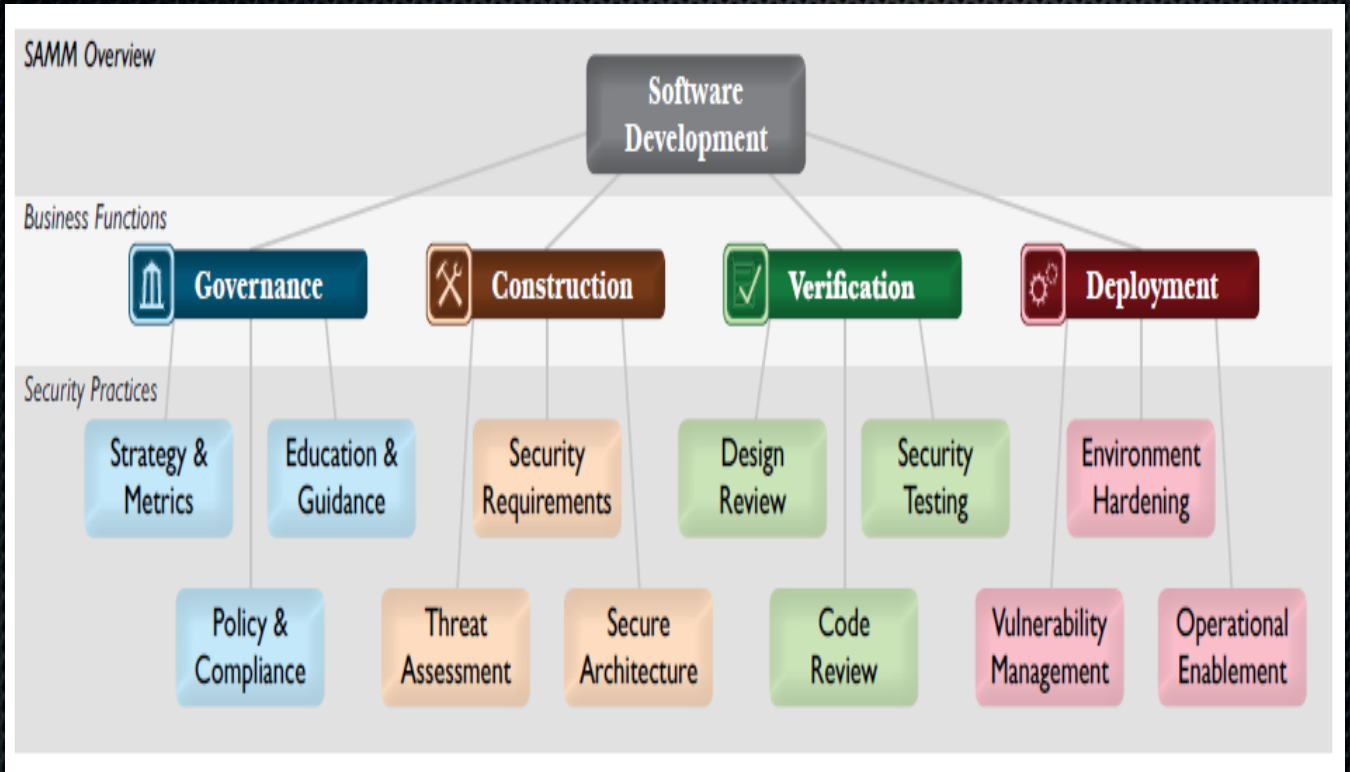 SAMM Overview
Software
Development
Business Functions
Governance
Construction
Verification
Deployment
Security Practices
Strategy &
Metrics
Education &
Guidance
Security
Requirements
Design
Review
Security
Testing
Environment
Hardening
Policy &
Compliance
Threat
Assessment
Secure
Architecture
Code
Review
Vulnerability
Management
Operational
Enablement